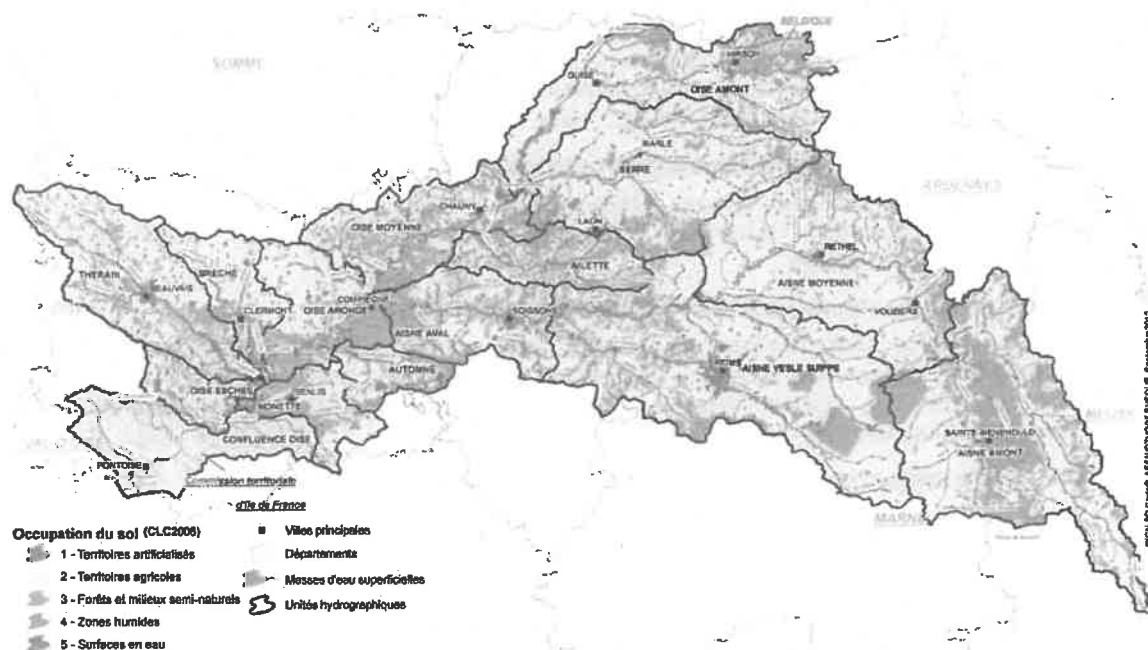 BELGIQUE
SOMME
HIRSON
GUISE
OISE AMONT
MARLE
SERRE
ARDENNES
CHAUNY
LAON
OISE MOYENNE
AILETTE
RETHEL
THERAIN
BRECHE
BEAUVAIS
AISNE MOYENNE
COMPIEGNE
CLERMONT
OISE ARONDE
SOISSONS
VOUZIERS
AISNE AVAL
AUTOMNE
REIMS
AISNE VESLE SUIPPE
OISE ESCHES
SENLIS
NONETTE
MEUSE
CONFLUENCE OISE
SAINTE-MENEHOULD
AISNE AMONT
PONTOISE
Commission territoriale
d'Ile de France
MARNE
Occupation du sol (CLC2006)
1 - Territoires artificialisés
2 - Territoires agricoles
3 - Forêts et milieux semi-naturels
4 - Zones humides
5 - Surfaces en eau
Villes principales
Départements
Masses d'eau superficielles
Unités hydrographiques